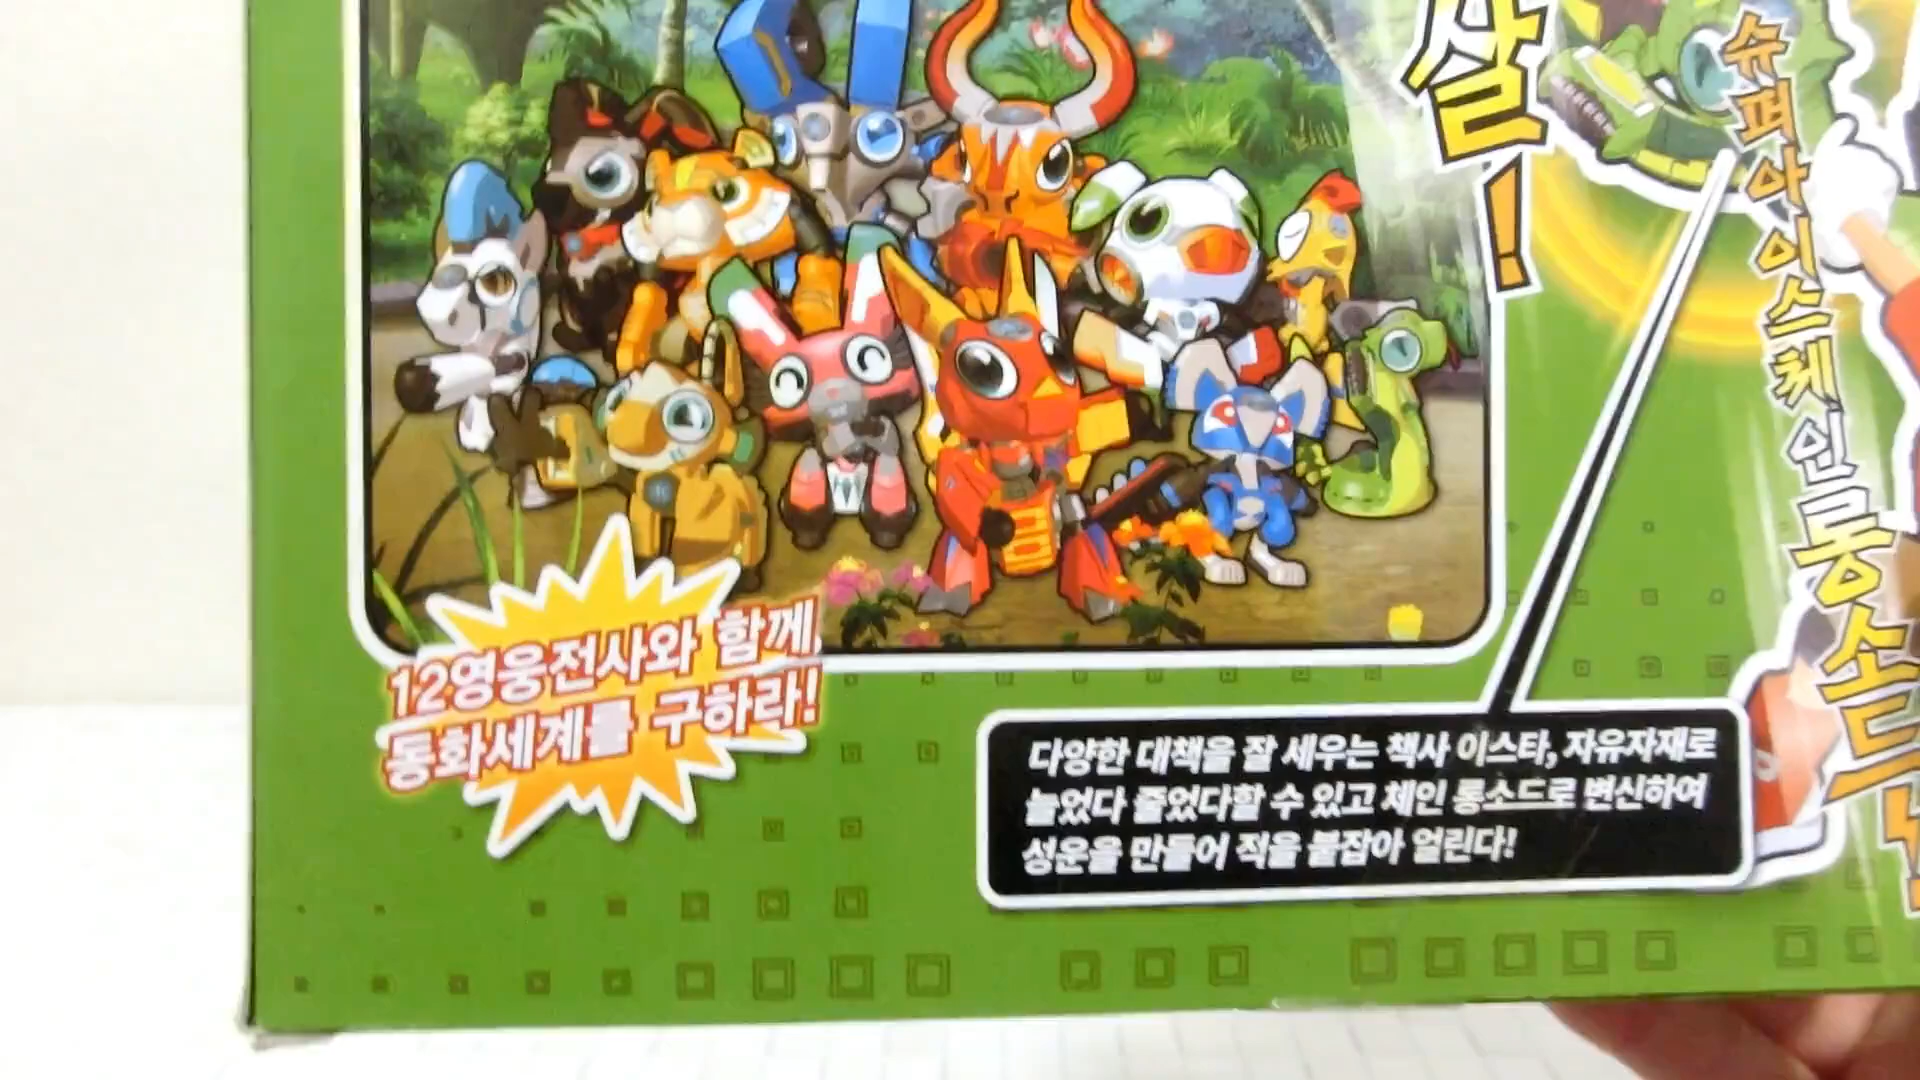 살!
슈퍼아이스체인롱소드
12영웅전사와 함께
동화세계를 구하라!
다양한 대책을 잘 세우는 책사 이스타, 자유자재로
늘었다 줄었다할 수 있고 체인 롱소드로 변신하여
성운을 만들어 적을 붙잡아 얼린다!